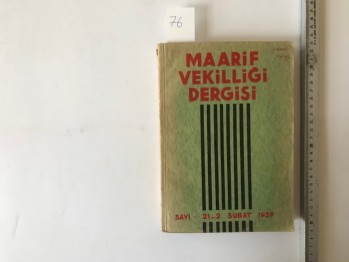 76
MAARİF
VEKİLLİĞİ
DERGİSİ
SAYI - 21-2 ŞUBAT 1939